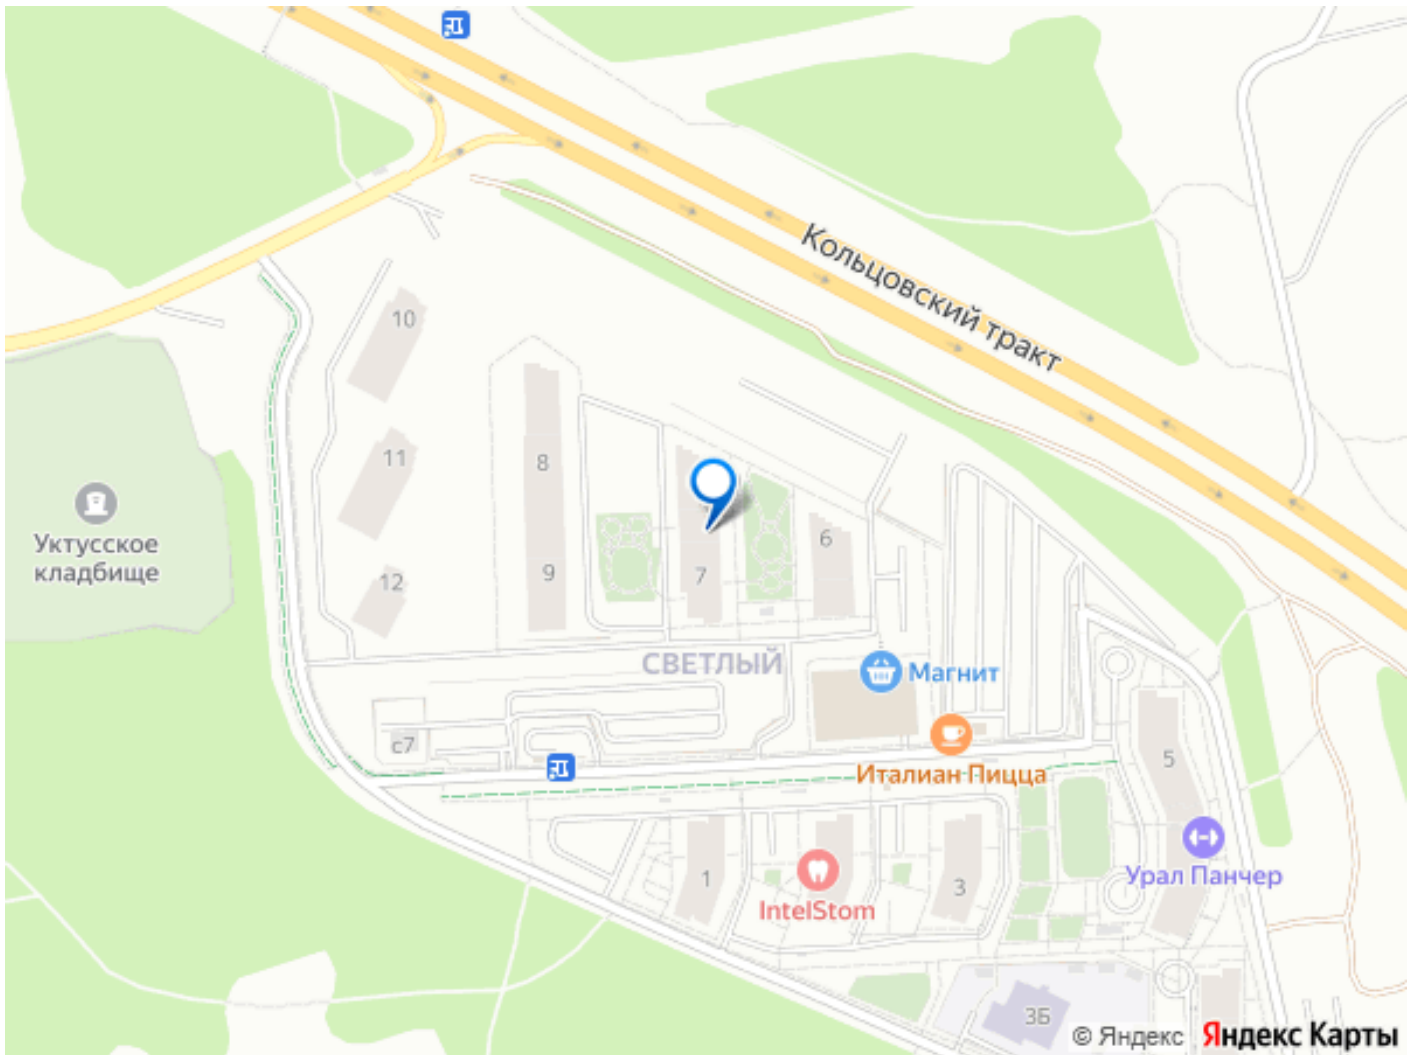 Кольцовский тракт
10
11
8
Уктусское
кладбище
6
12
9
7
СВЕТЛЫЙ
Магнит
с7
5
Италиан Пицца
1
3
Урал Панчер
IntelStom
3Б
© Яндекс Яндекс Карты